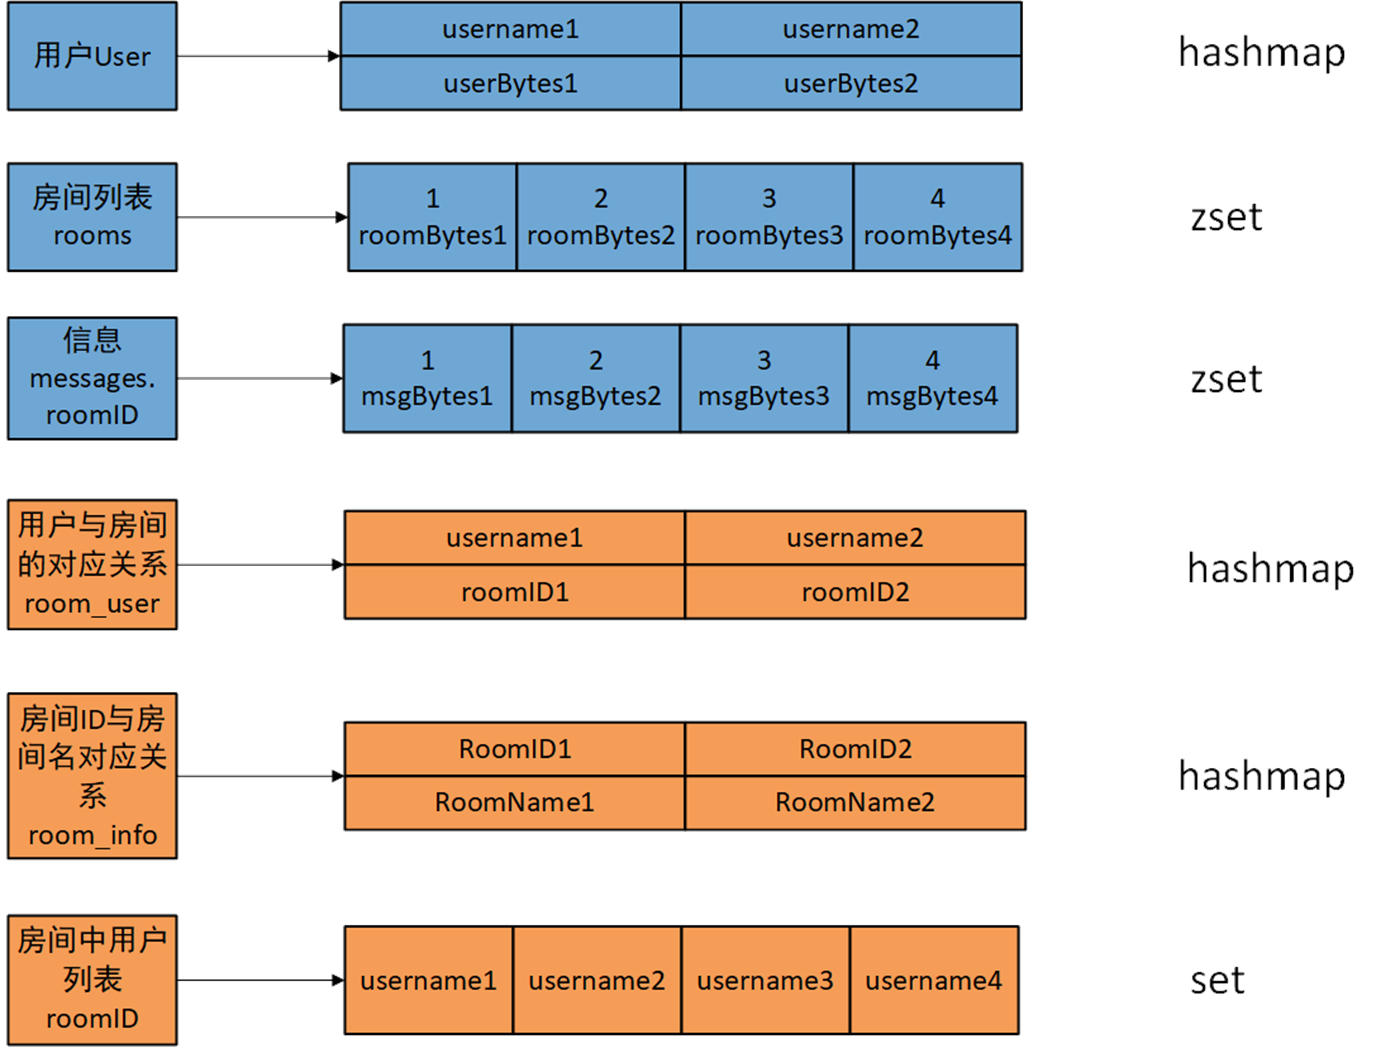 用户User
username1
username2
userBytes1
userBytes2
hashmap
房间列表
rooms
1
roomBytes1
2
roomBytes2
3
roomBytes3
4
roomBytes4
zset
信息
messages.
roomID
1
msgBytes1
2
msgBytes2
3
msgBytes3
4
msgBytes4
zset
用户与房间
的对应关系
room_user
username1
username2
roomID1
roomID2
hashmap
房间ID与房
间名对应关
系
room_info
RoomID1
RoomID2
RoomName1
RoomName2
hashmap
房间中用户
列表
roomID
username1
username2
username3
username4
set